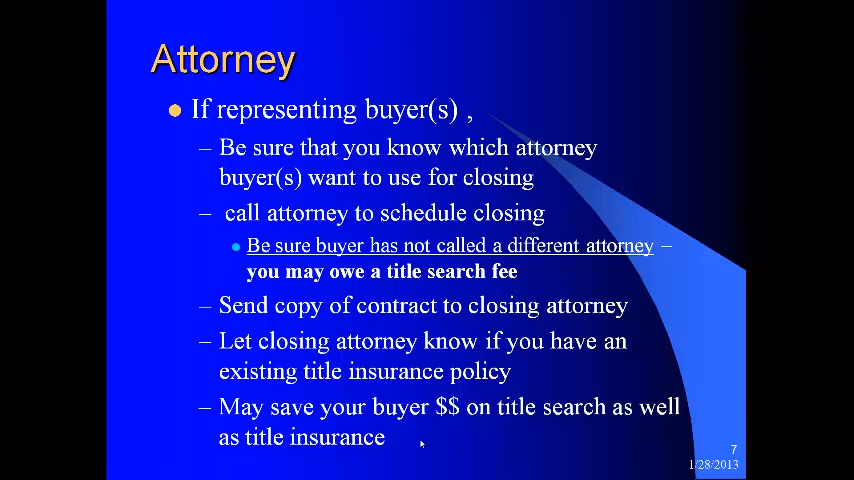 Attorney
● If representing buyer(s) ,
– Be sure that you know which attorney
buyer(s) want to use for closing
– call attorney to schedule closing
● Be sure buyer has not called a different attorney –
you may owe a title search fee
– Send copy of contract to closing attorney
– Let closing attorney know if you have an
existing title insurance policy
– May save your buyer $$ on title search as well
as title insurance
7
1/28/2013